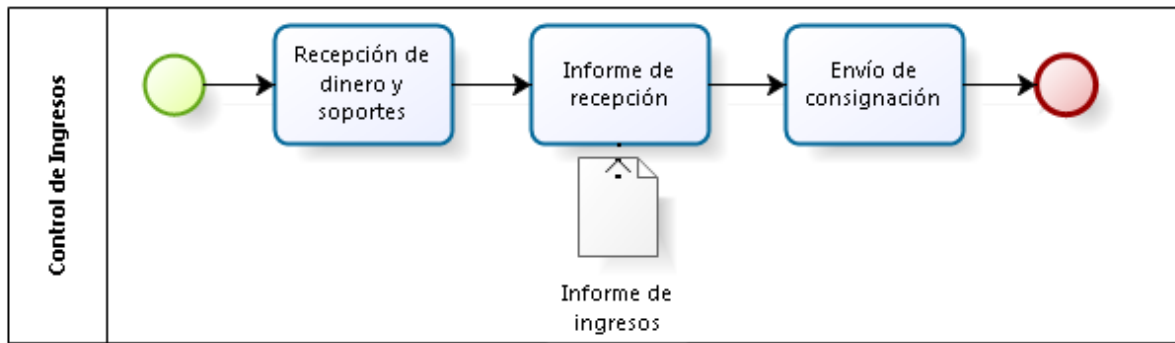 Control de Ingresos
Recepción de
dinero y
soportes
Informe de
recepción
Envío de
consignación
Informe de
ingresos